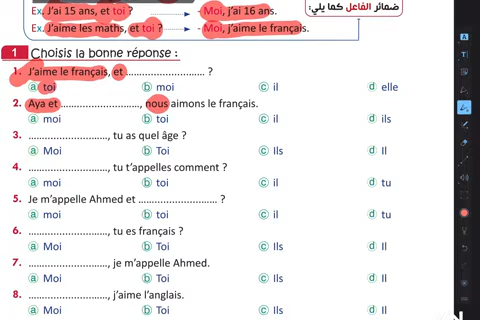 Ex. J'ai 15 ans, et toi ? - Moi, j'ai 16 ans.
ضمائر الفاعل كما يلي:
Ex. J'aime les maths, et toi ? - Moi, j'aime le français.
1 Choisis la bonne réponse :
1. J'aime le français, et .......................... ?
a toi b moi c il d elle
2. Aya et .........................., nous aimons le français.
a moi b toi c il d ils
3. .........................., tu as quel âge ?
a Moi b Toi c Ils d Il
4. .........................., tu t'appelles comment ?
a moi b toi c il d tu
5. Je m'appelle Ahmed et .......................... ?
a moi b toi c il d tu
6. .........................., tu es français ?
a Moi b Toi c Ils d Il
7. .........................., je m'appelle Ahmed.
a Moi b Toi c Ils d Il
8. .........................., j'aime l'anglais.
a Moi b Toi c Ils d Il